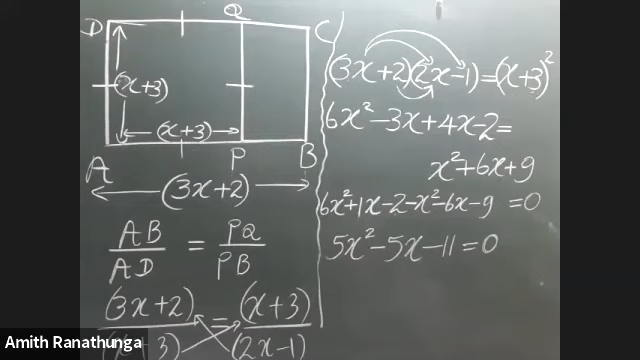 D Q C
(x+3)
(x+3)
A P B
(3x+2)
AB/AD = PQ/PB
(3x+2)/(x+3) = (x+3)/(2x-1)
(3x+2)(2x-1)=(x+3)²
6x²-3x+4x-2=
x²+6x+9
6x²+1x-2-x²-6x-9 =0
5x²-5x-11=0
Amith Ranathunga